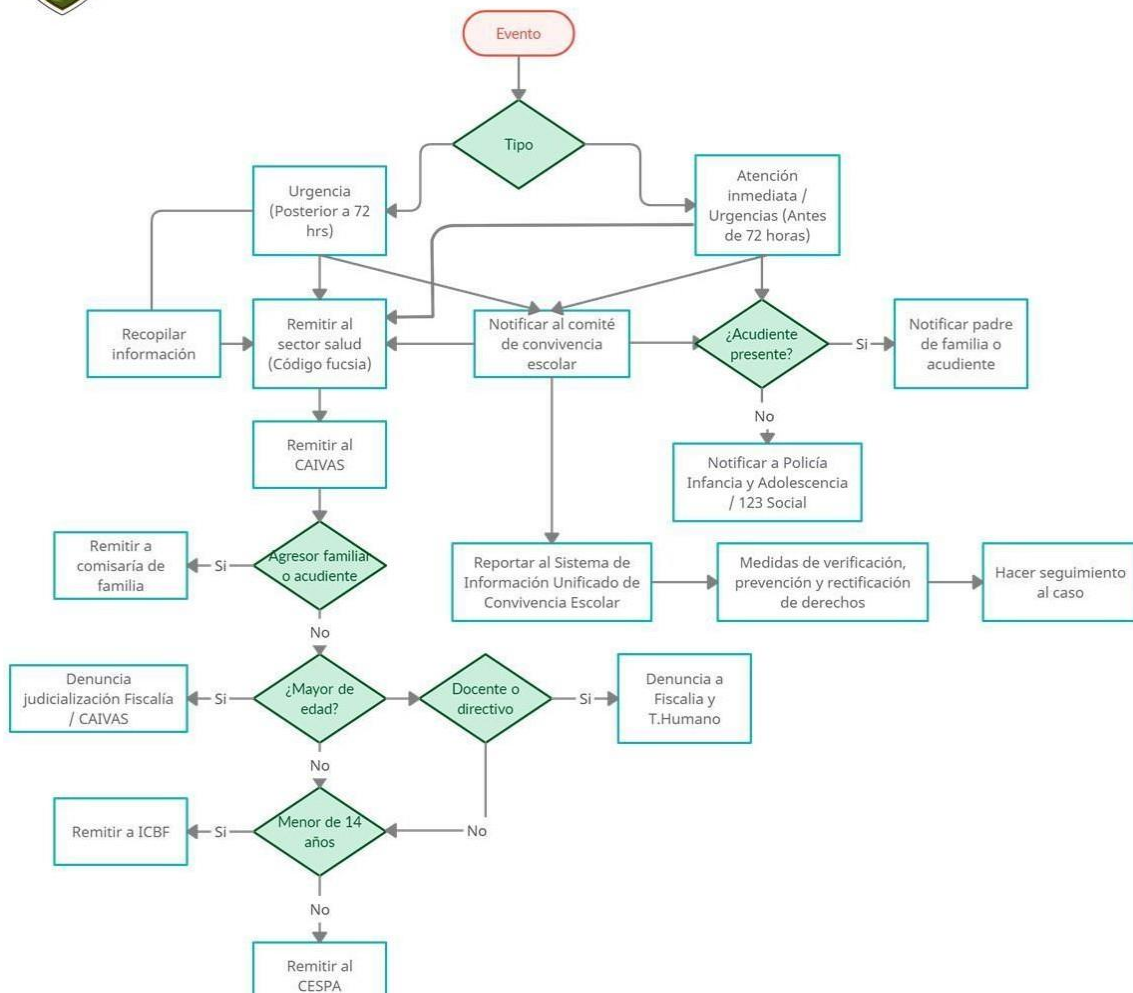 Evento
Tipo
Urgencia
(Posterior a 72
hrs)
Atención
inmediata /
Urgencias (Antes
de 72 horas)
Recopilar
información
Remitir al
sector salud
(Código fucsia)
Notificar al comité
de convivencia
escolar
¿Acudiente
presente?
Si
Notificar padre
de familia o
acudiente
No
Remitir al
CAIVAS
Notificar a Policía
Infancia y Adolescencia
/ 123 Social
Remitir a
comisaría de
familia
Si
Agresor familiar
o acudiente
Reportar al Sistema de
Información Unificado de
Convivencia Escolar
Medidas de verificación,
prevención y rectificación
de derechos
Hacer seguimiento
al caso
No
Denuncia
judicialización Fiscalía
/ CAIVAS
Si
¿Mayor de
edad?
Docente o
directivo
Si
Denuncia a
Fiscalia y
T.Humano
No
Remitir a ICBF
Si
Menor de 14
años
No
No
Remitir al
CESPA